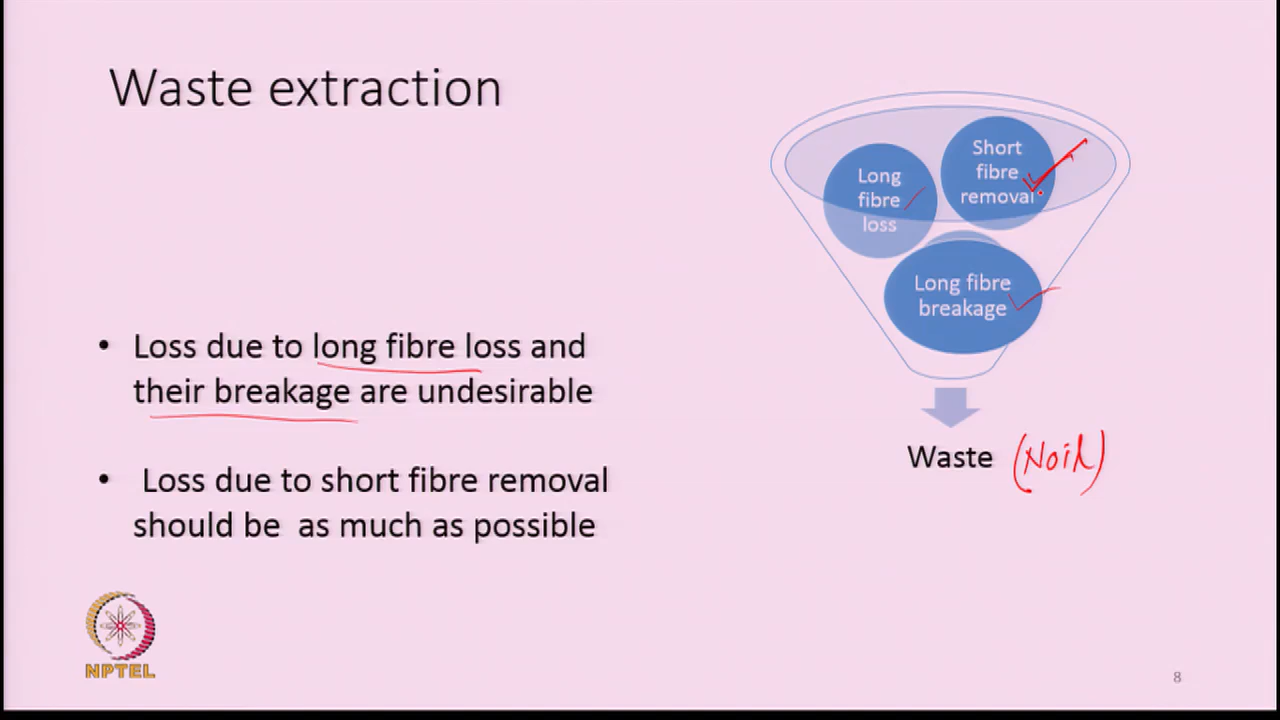 Waste extraction
Long
fibre
loss
Short
fibre
removal
Long fibre
breakage
Waste (Noil)
• Loss due to long fibre loss and
their breakage are undesirable
• Loss due to short fibre removal
should be as much as possible
NPTEL
8